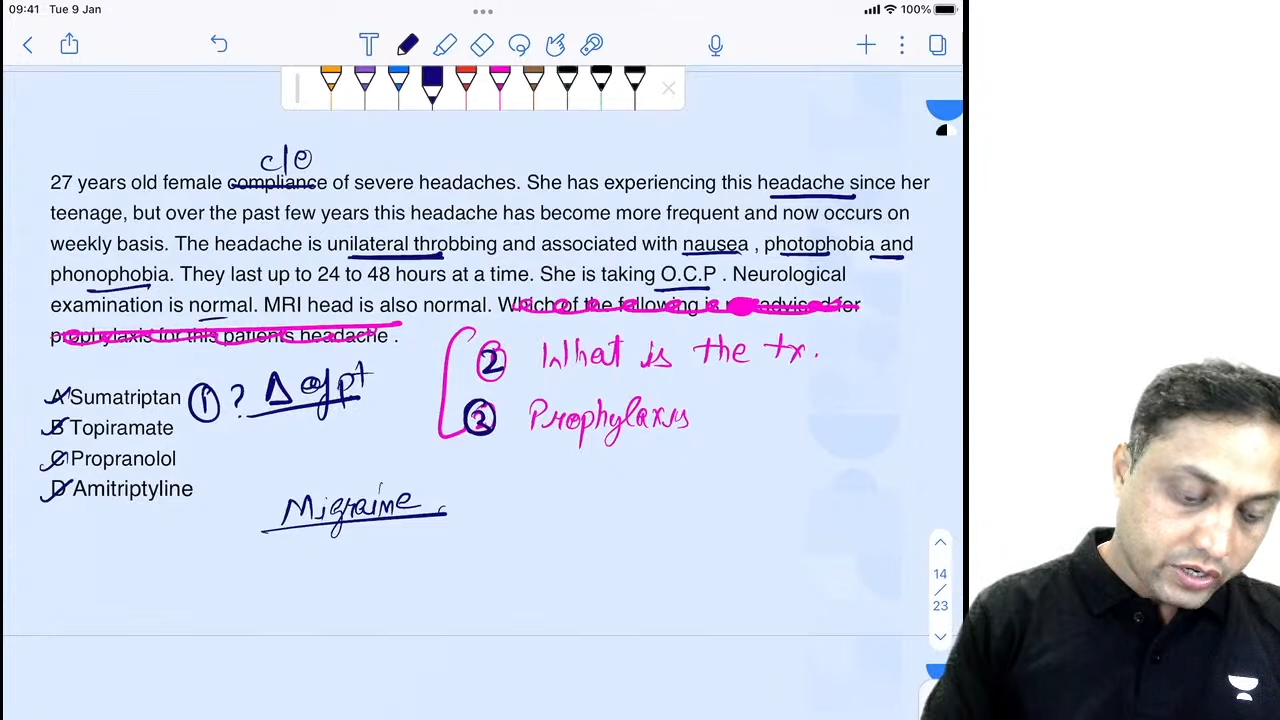 09:41 Tue 9 Jan
100%
c/o
27 years old female compliance of severe headaches. She has experiencing this headache since her
teenage, but over the past few years this headache has become more frequent and now occurs on
weekly basis. The headache is unilateral throbbing and associated with nausea , photophobia and
phonophobia. They last up to 24 to 48 hours at a time. She is taking O.C.P . Neurological
examination is normal. MRI head is also normal. Which of the following is advised for
prophylaxis for this patients headache .
② What is the tx.
A Sumatriptan
① ? Δ of pt
③ Prophylaxis
B Topiramate
C Propranolol
D Amitriptyline
Migraine
14
/
23